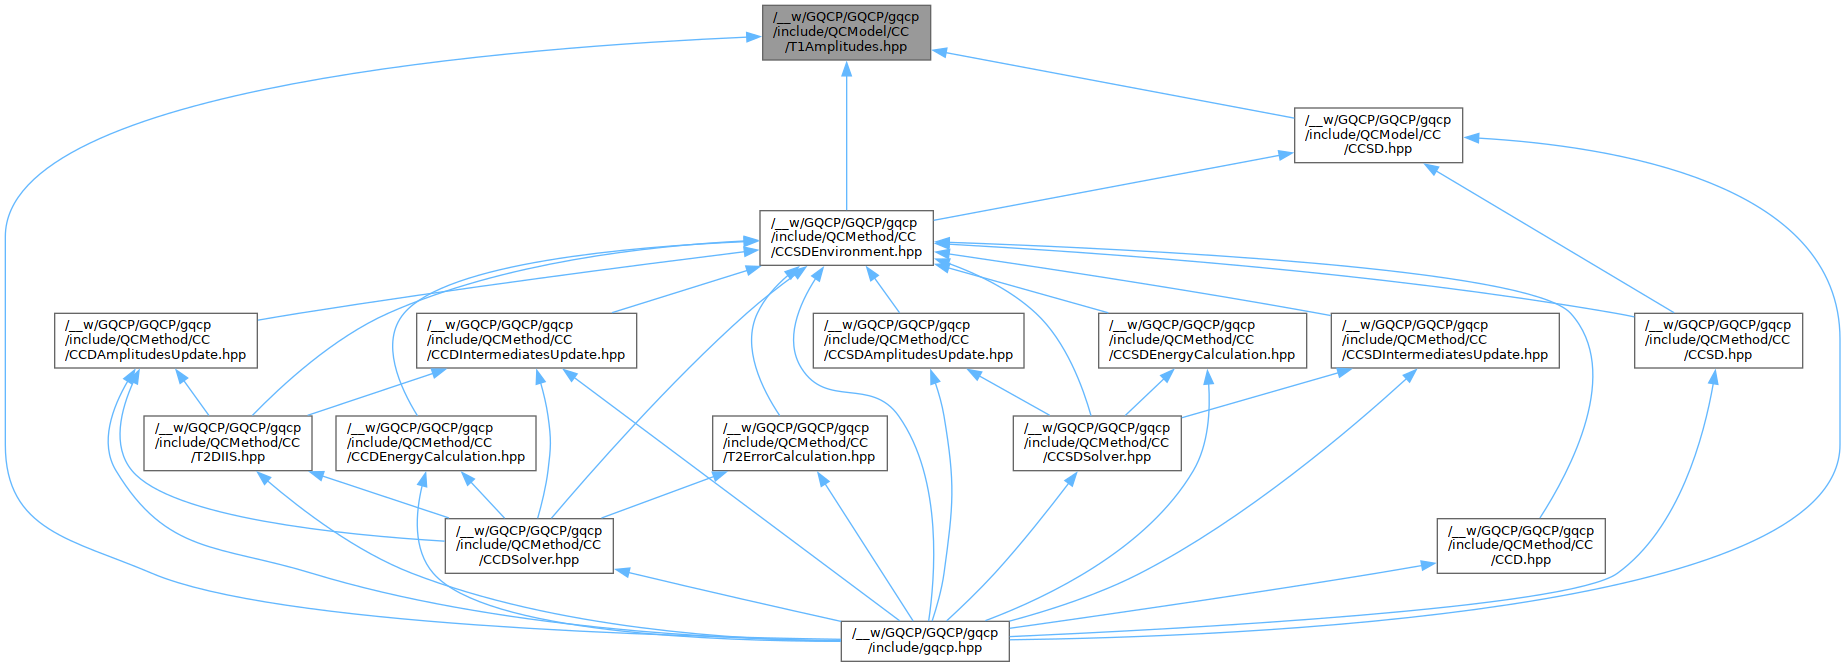 /__w/GQCP/GQCP/gqcp
/include/QCModel/CC
/T1Amplitudes.hpp
/__w/GQCP/GQCP/gqcp
/include/QCModel/CC
/CCSD.hpp
/__w/GQCP/GQCP/gqcp
/include/QCMethod/CC
/CCSDEnvironment.hpp
/__w/GQCP/GQCP/gqcp
/include/QCMethod/CC
/CCDAmplitudesUpdate.hpp
/__w/GQCP/GQCP/gqcp
/include/QCMethod/CC
/CCDIntermediatesUpdate.hpp
/__w/GQCP/GQCP/gqcp
/include/QCMethod/CC
/CCSDAmplitudesUpdate.hpp
/__w/GQCP/GQCP/gqcp
/include/QCMethod/CC
/CCSDEnergyCalculation.hpp
/__w/GQCP/GQCP/gqcp
/include/QCMethod/CC
/CCSDIntermediatesUpdate.hpp
/__w/GQCP/GQCP/gqcp
/include/QCMethod/CC
/CCSD.hpp
/__w/GQCP/GQCP/gqcp
/include/QCMethod/CC
/T2DIIS.hpp
/__w/GQCP/GQCP/gqcp
/include/QCMethod/CC
/CCDEnergyCalculation.hpp
/__w/GQCP/GQCP/gqcp
/include/QCMethod/CC
/T2ErrorCalculation.hpp
/__w/GQCP/GQCP/gqcp
/include/QCMethod/CC
/CCSDSolver.hpp
/__w/GQCP/GQCP/gqcp
/include/QCMethod/CC
/CCDSolver.hpp
/__w/GQCP/GQCP/gqcp
/include/QCMethod/CC
/CCD.hpp
/__w/GQCP/GQCP/gqcp
/include/gqcp.hpp